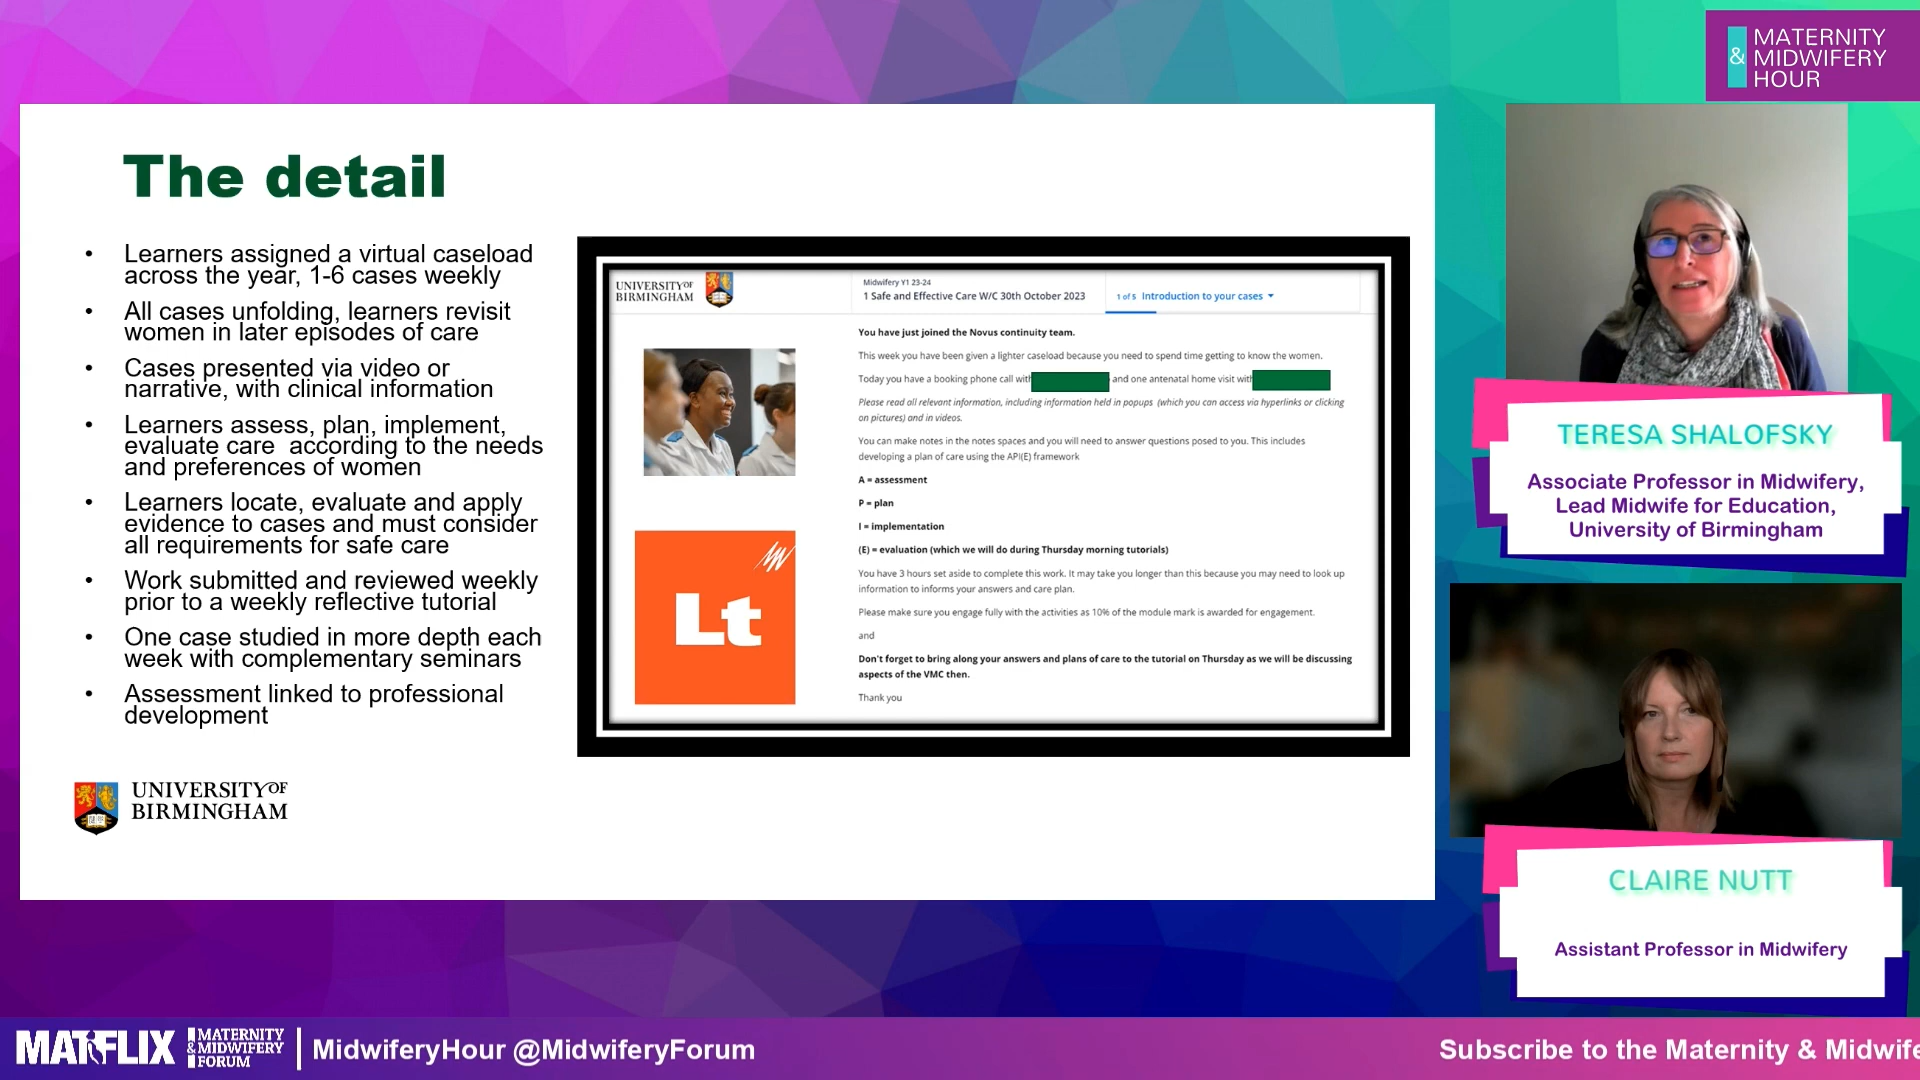 MATERNITY
& MIDWIFERY
HOUR
The detail
• Learners assigned a virtual caseload
across the year, 1-6 cases weekly
• All cases unfolding, learners revisit
women in later episodes of care
• Cases presented via video or
narrative, with clinical information
• Learners assess, plan, implement,
evaluate care according to the needs
and preferences of women
• Learners locate, evaluate and apply
evidence to cases and must consider
all requirements for safe care
• Work submitted and reviewed weekly
prior to a weekly reflective tutorial
• One case studied in more depth each
week with complementary seminars
• Assessment linked to professional
development
UNIVERSITY OF
BIRMINGHAM
UNIVERSITY OF
BIRMINGHAM
Midwifery Y1 23-24
1 Safe and Effective Care W/C 30th October 2023
1 of 5 Introduction to your cases
You have just joined the Novus continuity team.
This week you have been given a lighter caseload because you need to spend time getting to know the women.
Today you have a booking phone call with and one antenatal home visit with
Please read all relevant information, including information held in popups (which you can access via hyperlinks or clicking
on pictures) and in videos.
You can make notes in the notes spaces and you will need to answer questions posed to you. This includes
developing a plan of care using the API(E) framework
A = assessment
P = plan
I = implementation
(E) = evaluation (which we will do during Thursday morning tutorials)
You have 3 hours set aside to complete this work. It may take you longer than this because you may need to look up
information to informs your answers and care plan.
Please make sure you engage fully with the activities as 10% of the module mark is awarded for engagement.
and
Don't forget to bring along your answers and plans of care to the tutorial on Thursday as we will be discussing
aspects of the VMC then.
Thank you
Lt
TERESA SHALOFSKY
Associate Professor in Midwifery,
Lead Midwife for Education,
University of Birmingham
CLAIRE NUTT
Assistant Professor in Midwifery
MATFLIX
MATERNITY
& MIDWIFERY
FORUM
MidwiferyHour @MidwiferyForum
Subscribe to the Maternity & Midwife